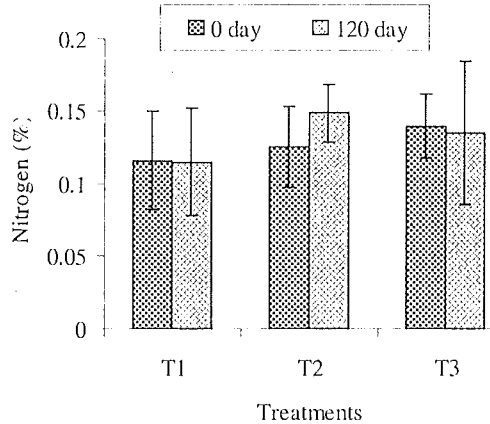 0 day 120 day
0.2
0.15
0.1
0.05
0
Nitrogen (%)
T1 T2 T3
Treatments